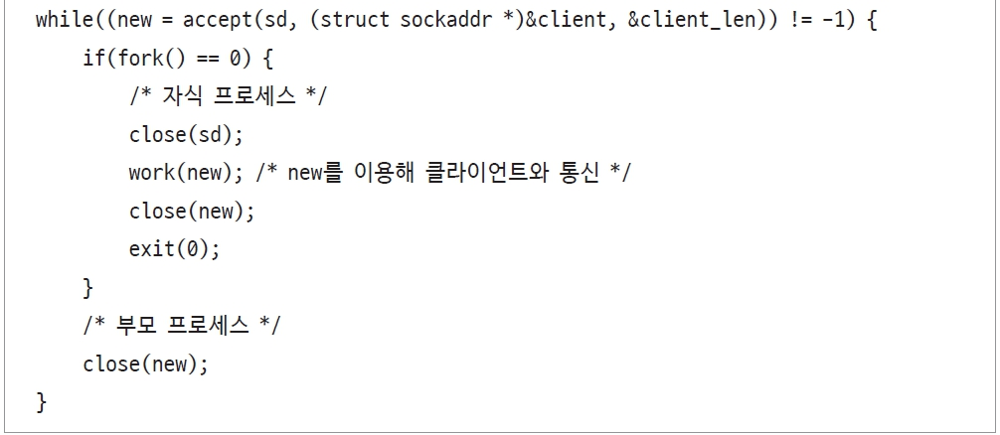 while((new = accept(sd, (struct sockaddr *)&client, &client_len)) != -1) {
if(fork() == 0) {
/* 자식 프로세스 */
close(sd);
work(new); /* new를 이용해 클라이언트와 통신 */
close(new);
exit(0);
}
/* 부모 프로세스 */
close(new);
}